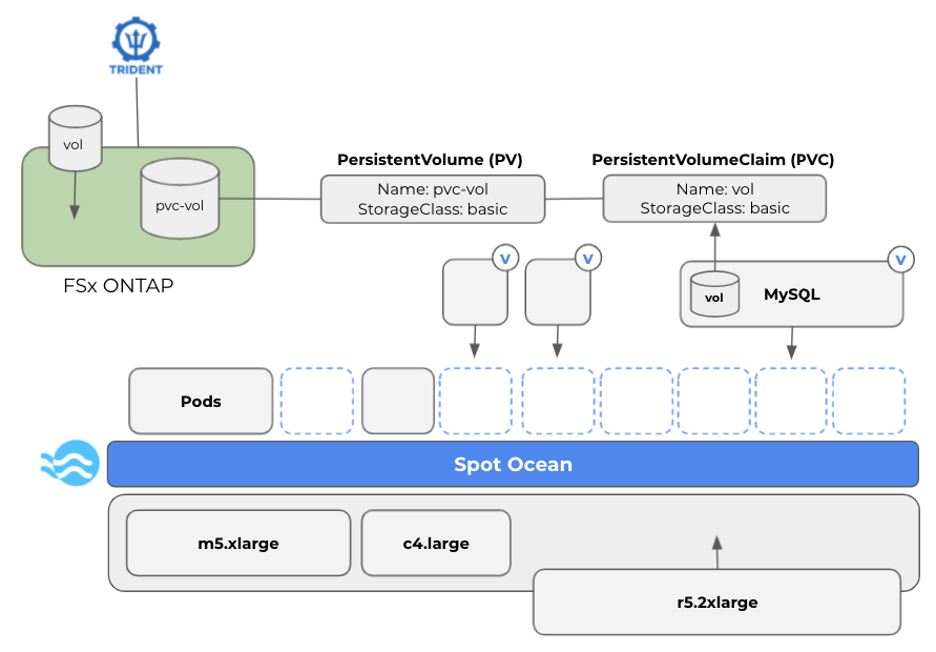 TRIDENT
vol
pvc-vol
FSx ONTAP
PersistentVolume (PV)
Name: pvc-vol
StorageClass: basic
PersistentVolumeClaim (PVC)
Name: vol
StorageClass: basic
V
V
V
vol
MySQL
Pods
Spot Ocean
m5.xlarge
c4.large
r5.2xlarge